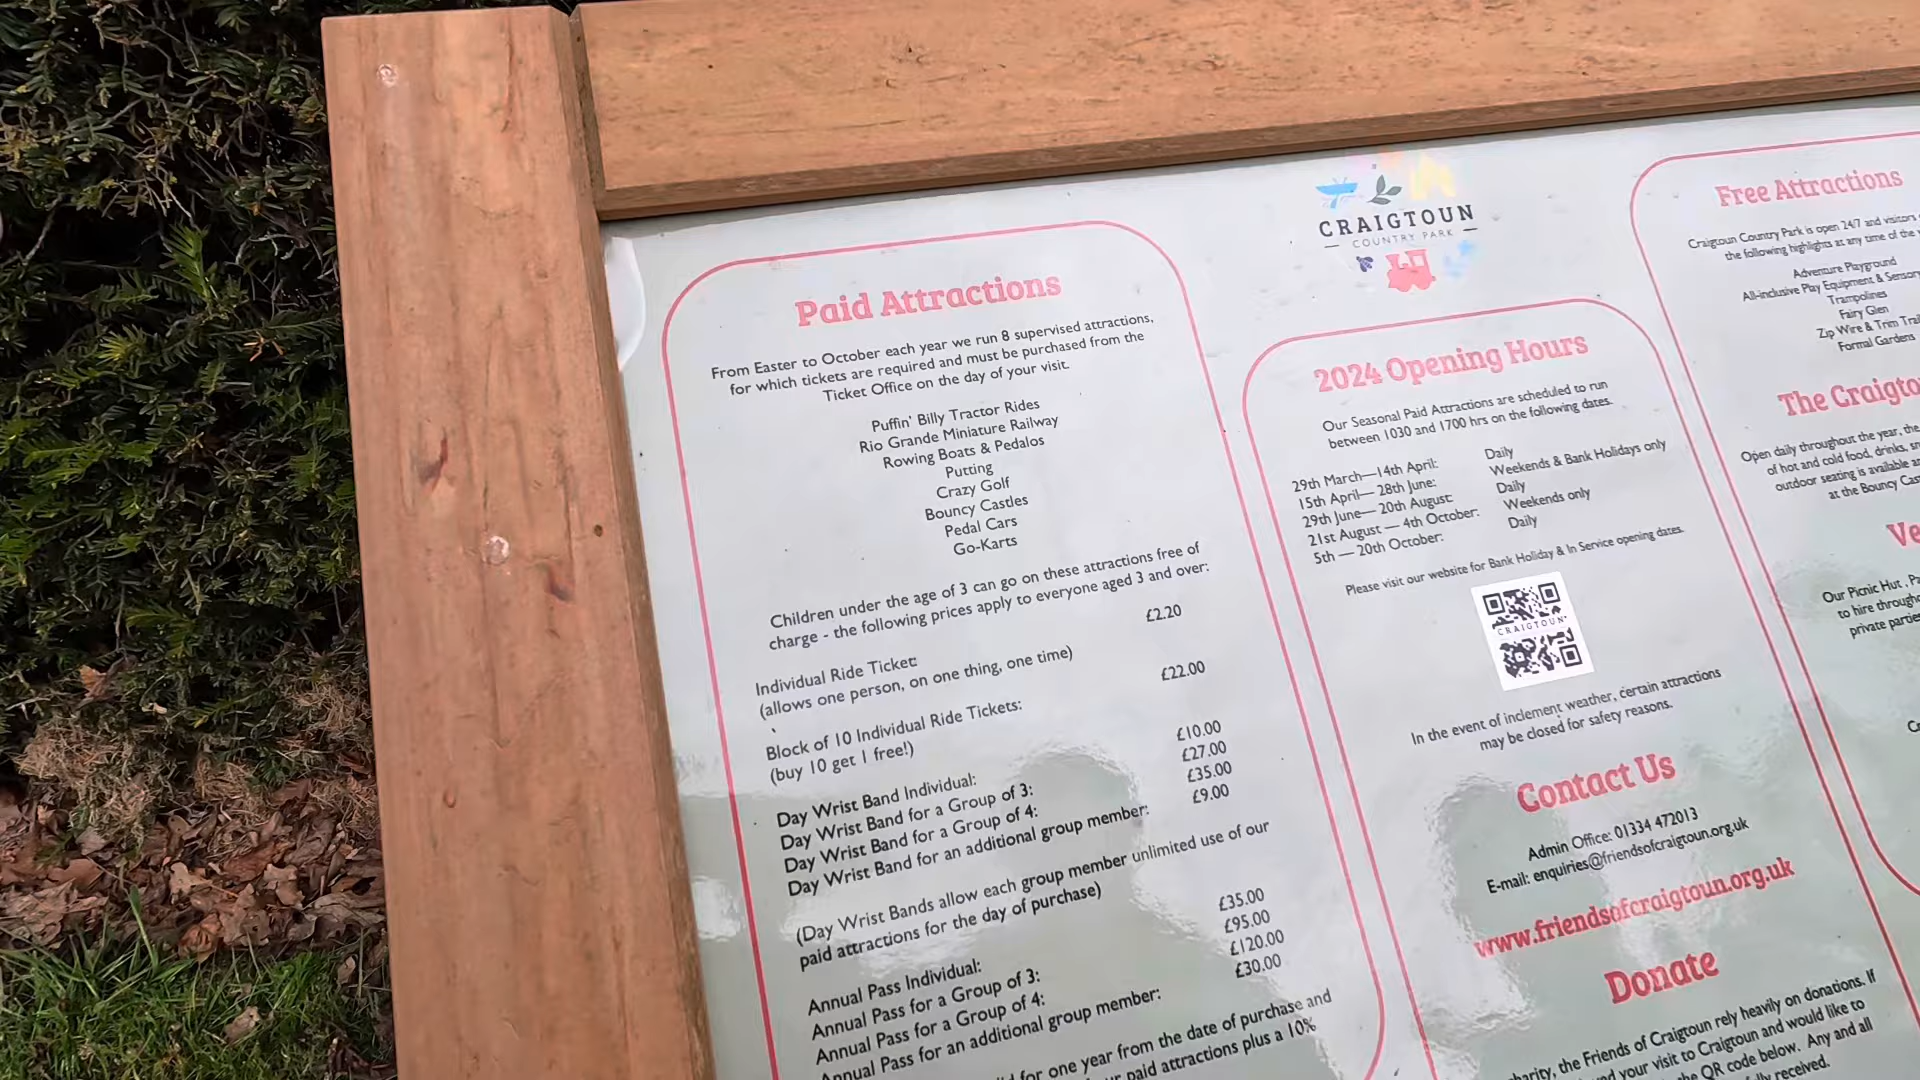 Paid Attractions
From Easter to October each year we run 8 supervised attractions,
for which tickets are required and must be purchased from the
Ticket Office on the day of your visit.
Puffin' Billy Tractor Rides
Rio Grande Miniature Railway
Rowing Boats & Pedalos
Putting
Crazy Golf
Bouncy Castles
Pedal Cars
Go-Karts
Children under the age of 3 can go on these attractions free of
charge - the following prices apply to everyone aged 3 and over:
Individual Ride Ticket: £2.20
(allows one person, on one thing, one time)
Block of 10 Individual Ride Tickets: £22.00
(buy 10 get 1 free!)
Day Wrist Band Individual: £10.00
Day Wrist Band for a Group of 3: £27.00
Day Wrist Band for a Group of 4: £35.00
Day Wrist Band for an additional group member: £9.00
(Day Wrist Bands allow each group member unlimited use of our
paid attractions for the day of purchase)
Annual Pass Individual: £35.00
Annual Pass for a Group of 3: £95.00
Annual Pass for a Group of 4: £120.00
Annual Pass for an additional group member: £30.00
for one year from the date of purchase and
paid attractions plus a 10%
CRAIGTOUN
COUNTRY PARK
2024 Opening Hours
Our Seasonal Paid Attractions are scheduled to run
between 1030 and 1700 hrs on the following dates.
29th March—14th April: Daily
15th April— 28th June: Weekends & Bank Holidays only
29th June— 20th August: Daily
21st August — 4th October: Weekends only
5th — 20th October: Daily
Please visit our website for Bank Holiday & In Service opening dates.
CRAIGTOUN
In the event of inclement weather, certain attractions
may be closed for safety reasons.
Contact Us
Admin Office: 01334 472013
E-mail: enquiries@friendsofcraigtoun.org.uk
www.friendsofcraigtoun.org.uk
Donate
the Friends of Craigtoun rely heavily on donations. If
your visit to Craigtoun and would like to
QR code below. Any and all
received.
Free Attractions
Craigtoun Country Park is open 24/7 and visitors
the following highlights at any time of the
Adventure Playground
All-inclusive Play Equipment & Sensory
Trampolines
Fairy Glen
Zip Wire & Trim
Formal Gardens
The
Open daily throughout the year, the
of hot and cold food, drinks,
outdoor seating is available
at the Bouncy
Our Picnic Hut,
to hire
private